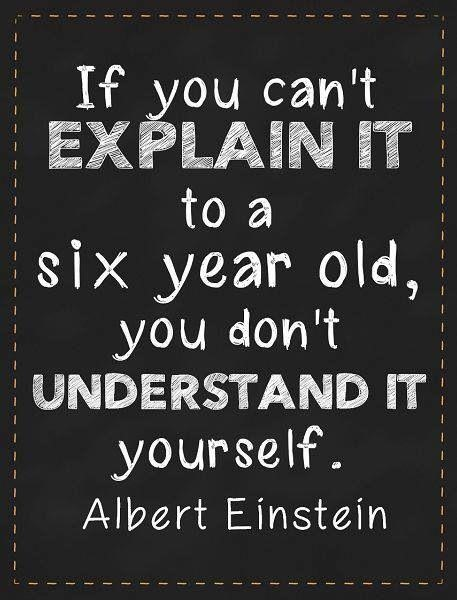 If you can't
EXPLAIN IT
to a
six year old,
you don't
UNDERSTAND IT
yourself.
Albert Einstein